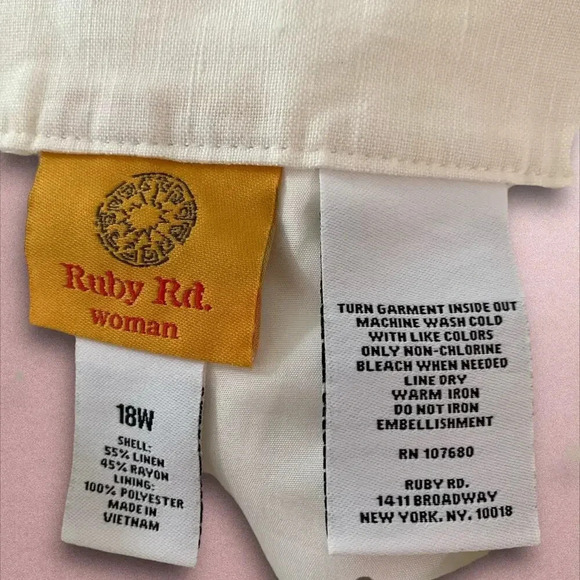 Ruby Rd.
woman
18W
SHELL:
55% LINEN
45% RAYON
LINING:
100% POLYESTER
MADE IN
VIETNAM
TURN GARMENT INSIDE OUT
MACHINE WASH COLD
WITH LIKE COLORS
ONLY NON-CHLORINE
BLEACH WHEN NEEDED
LINE DRY
WARM IRON
DO NOT IRON
EMBELLISHMENT
RN 107680
RUBY RD.
1411 BROADWAY
NEW YORK. NY. 10018